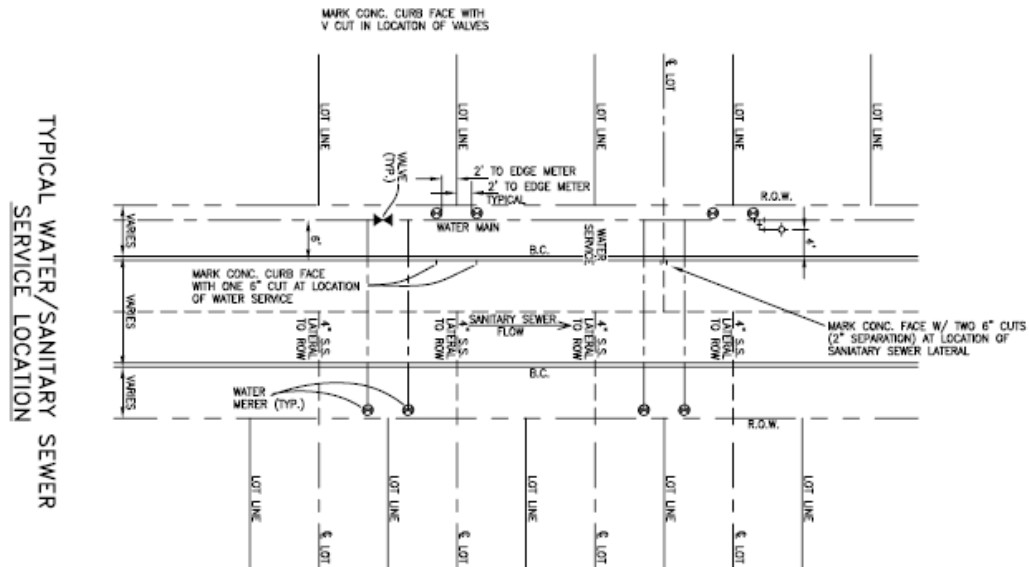 MARK CONC. CURB FACE WITH
V CUT IN LOCAITON OF VALVES
LOT LINE
LOT LINE
LOT LINE
℄ LOT
LOT LINE
LOT LINE
VALVE
(TYP.)
2' TO EDGE METER
2' TO EDGE METER
TYPICAL
R.O.W.
VARIES
6'
WATER MAIN
WATER
SERVICE
B.C.
MARK CONC. CURB FACE
WITH ONE 6" CUT AT LOCATION
OF WATER SERVICE
VARIES
4" S.S.
LATERAL
TO ROW
4" S.S.
LATERAL
TO ROW
SANITARY SEWER
FLOW
4" S.S.
LATERAL
TO ROW
4" S.S.
LATERAL
TO ROW
MARK CONC. FACE W/ TWO 6" CUTS
(2" SEPARATION) AT LOCATION OF
SANIATARY SEWER LATERAL
B.C.
VARIES
WATER
MERER (TYP.)
R.O.W.
LOT LINE
℄ LOT
LOT LINE
℄ LOT
LOT LINE
℄ LOT
LOT LINE
℄ LOT
LOT LINE
TYPICAL WATER/SANITARY SEWER
SERVICE LOCATION